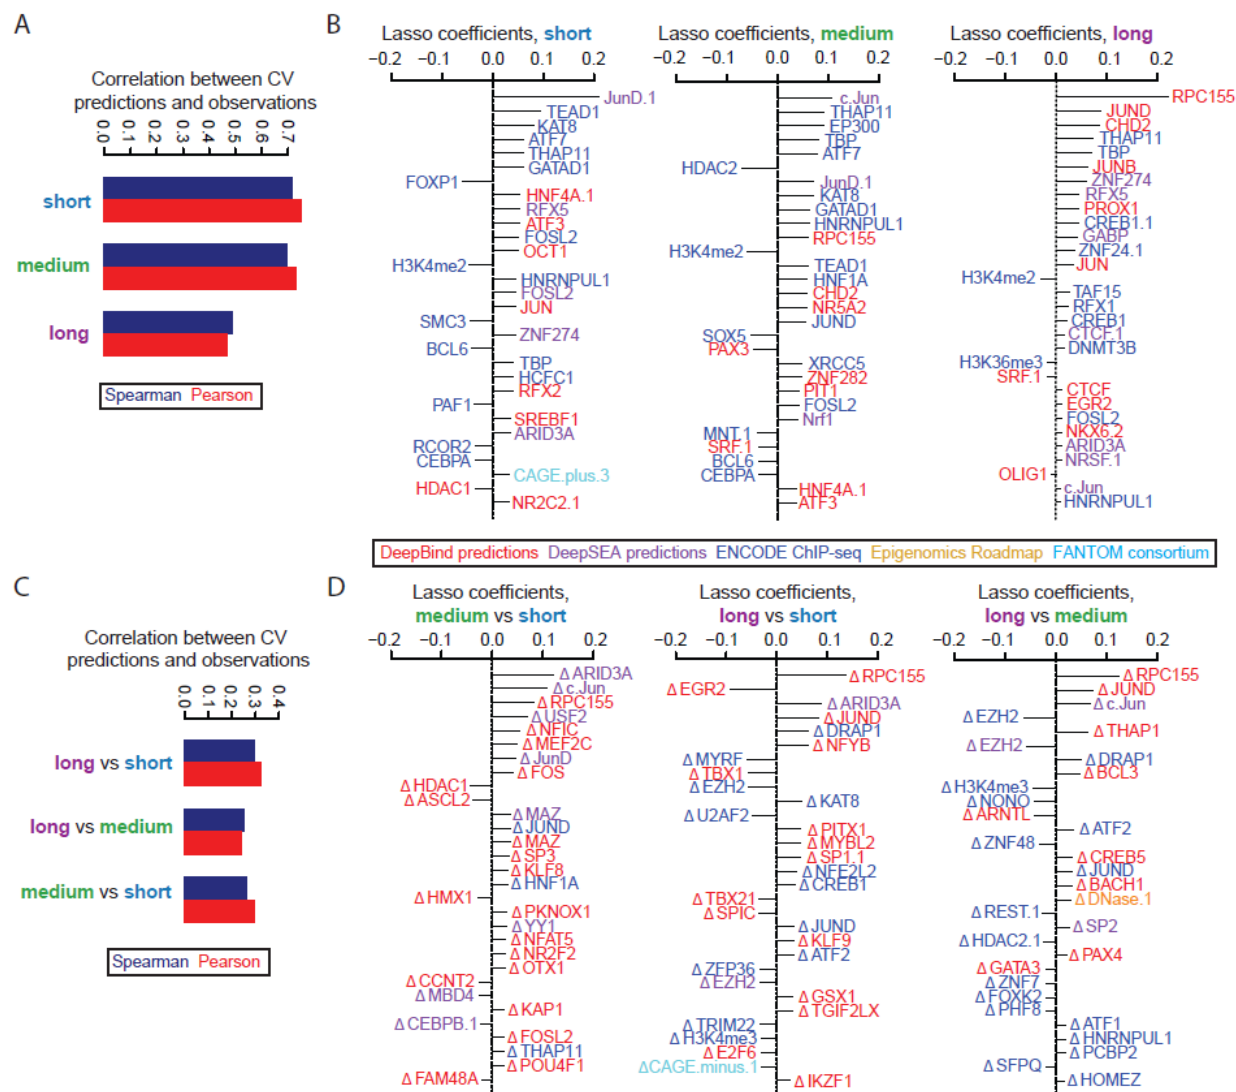 A
Correlation between CV
predictions and observations
0.0 0.1 0.2 0.3 0.4 0.5 0.6 0.7
short
medium
long
Spearman Pearson
B
Lasso coefficients, short
−0.2 −0.1 0.0 0.1 0.2
JunD.1
TEAD1
KAT8
ATF7
THAP11
GATAD1
FOXP1
HNF4A.1
RFX5
ATF3
FOSL2
OCT1
H3K4me2
HNRNPUL1
FOSL2
JUN
SMC3
ZNF274
BCL6
TBP
HCFC1
RFX2
PAF1
SREBF1
ARID3A
RCOR2
CEBPA
CAGE.plus.3
HDAC1
NR2C2.1
Lasso coefficients, medium
−0.2 −0.1 0.0 0.1 0.2
c.Jun
THAP11
EP300
TBP
ATF7
HDAC2
JunD.1
KAT8
GATAD1
HNRNPUL1
RPC155
H3K4me2
TEAD1
HNF1A
CHD2
NR5A2
JUND
SOX5
PAX3
XRCC5
ZNF282
PIT1
FOSL2
Nrf1
MNT.1
SRF.1
BCL6
CEBPA
HNF4A.1
ATF3
Lasso coefficients, long
−0.2 −0.1 0.0 0.1 0.2
RPC155
JUND
CHD2
THAP11
TBP
JUNB
ZNF274
RFX5
PROX1
CREB1.1
GABP
ZNF24.1
JUN
H3K4me2
TAF15
RFX1
CREB1
CTCF.1
DNMT3B
H3K36me3
SRF.1
CTCF
EGR2
FOSL2
NKX6.2
ARID3A
NRSF.1
OLIG1
c.Jun
HNRNPUL1
DeepBind predictions DeepSEA predictions ENCODE ChIP-seq Epigenomics Roadmap FANTOM consortium
C
Correlation between CV
predictions and observations
0.0 0.1 0.2 0.3 0.4
long vs short
long vs medium
medium vs short
Spearman Pearson
D
Lasso coefficients,
medium vs short
−0.2 −0.1 0.0 0.1 0.2
Δ ARID3A
Δ c.Jun
Δ RPC155
Δ USF2
Δ NFIC
Δ MEF2C
Δ JunD
Δ FOS
Δ HDAC1
Δ ASCL2
Δ MAZ
Δ JUND
Δ MAZ
Δ SP3
Δ KLF8
Δ HNF1A
Δ HMX1
Δ PKNOX1
Δ YY1
Δ NFAT5
Δ NR2F2
Δ OTX1
Δ CCNT2
Δ MBD4
Δ KAP1
Δ CEBPB.1
Δ FOSL2
Δ THAP11
Δ POU4F1
Δ FAM48A
Lasso coefficients,
long vs short
−0.2 −0.1 0.0 0.1 0.2
Δ RPC155
Δ EGR2
Δ ARID3A
Δ JUND
Δ DRAP1
Δ NFYB
Δ MYRF
Δ TBX1
Δ EZH2
Δ KAT8
Δ U2AF2
Δ PITX1
Δ MYBL2
Δ SP1.1
Δ NFE2L2
Δ CREB1
Δ TBX21
Δ SPIC
Δ JUND
Δ KLF9
Δ ATF2
Δ ZFP36
Δ EZH2
Δ GSX1
Δ TGIF2LX
Δ TRIM22
Δ H3K4me3
Δ E2F6
Δ CAGE.minus.1
Δ IKZF1
Lasso coefficients,
long vs medium
−0.2 −0.1 0.0 0.1 0.2
Δ RPC155
Δ JUND
Δ c.Jun
Δ EZH2
Δ THAP1
Δ EZH2
Δ DRAP1
Δ BCL3
Δ H3K4me3
Δ NONO
Δ ARNTL
Δ ATF2
Δ ZNF48
Δ CREB5
Δ JUND
Δ BACH1
Δ DNase.1
Δ REST.1
Δ SP2
Δ HDAC2.1
Δ PAX4
Δ GATA3
Δ ZNF7
Δ FOXK2
Δ PHF8
Δ ATF1
Δ HNRNPUL1
Δ PCBP2
Δ SFPQ
Δ HOMEZ